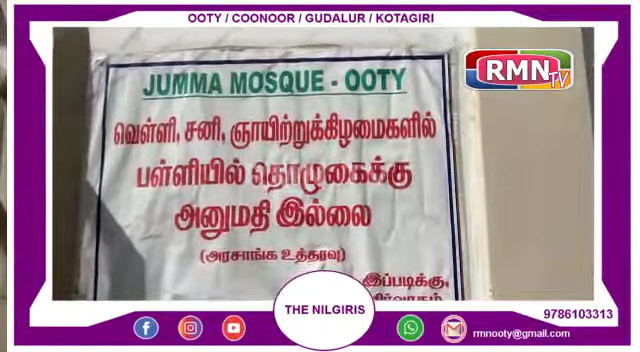 OOTY / COONOOR / GUDALUR / KOTAGIRI
RMN
TV
JUMMA MOSQUE - OOTY
வெள்ளி, சனி, ஞாயிற்றுக்கிழமைகளில்
பள்ளியில் தொழுகைக்கு
அனுமதி இல்லை
(அரசாங்க உத்தரவு)
இப்படிக்கு,
நிர்வாகம்
THE NILGIRIS
9786103313
rmnooty@gmail.com